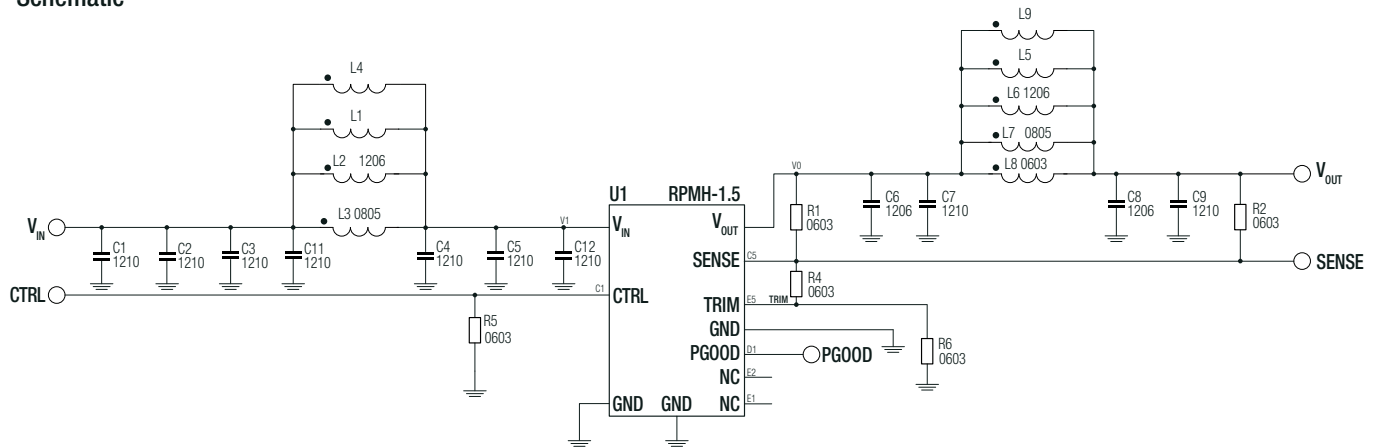 Schematic
L9
L4
L5
L1
L6 1206
L7 0805
L2 1206
L8 0603
V0
VOUT
U1 RPMH-1.5
C6
1206
C7
1210
C8
1206
C9
1210
R1
0603
R2
0603
L3 0805
VIN
V1
VIN
VOUT
C1
1210
C2
1210
C3
1210
C11
1210
C4
1210
C5
1210
C12
1210
SENSE
C5
SENSE
CTRL
C1
CTRL
R4
0603
TRIM
E5
TRIM
R5
0603
GND
PGOOD
D1
PGOOD
R6
0603
NC
E2
GND
GND
NC
E1